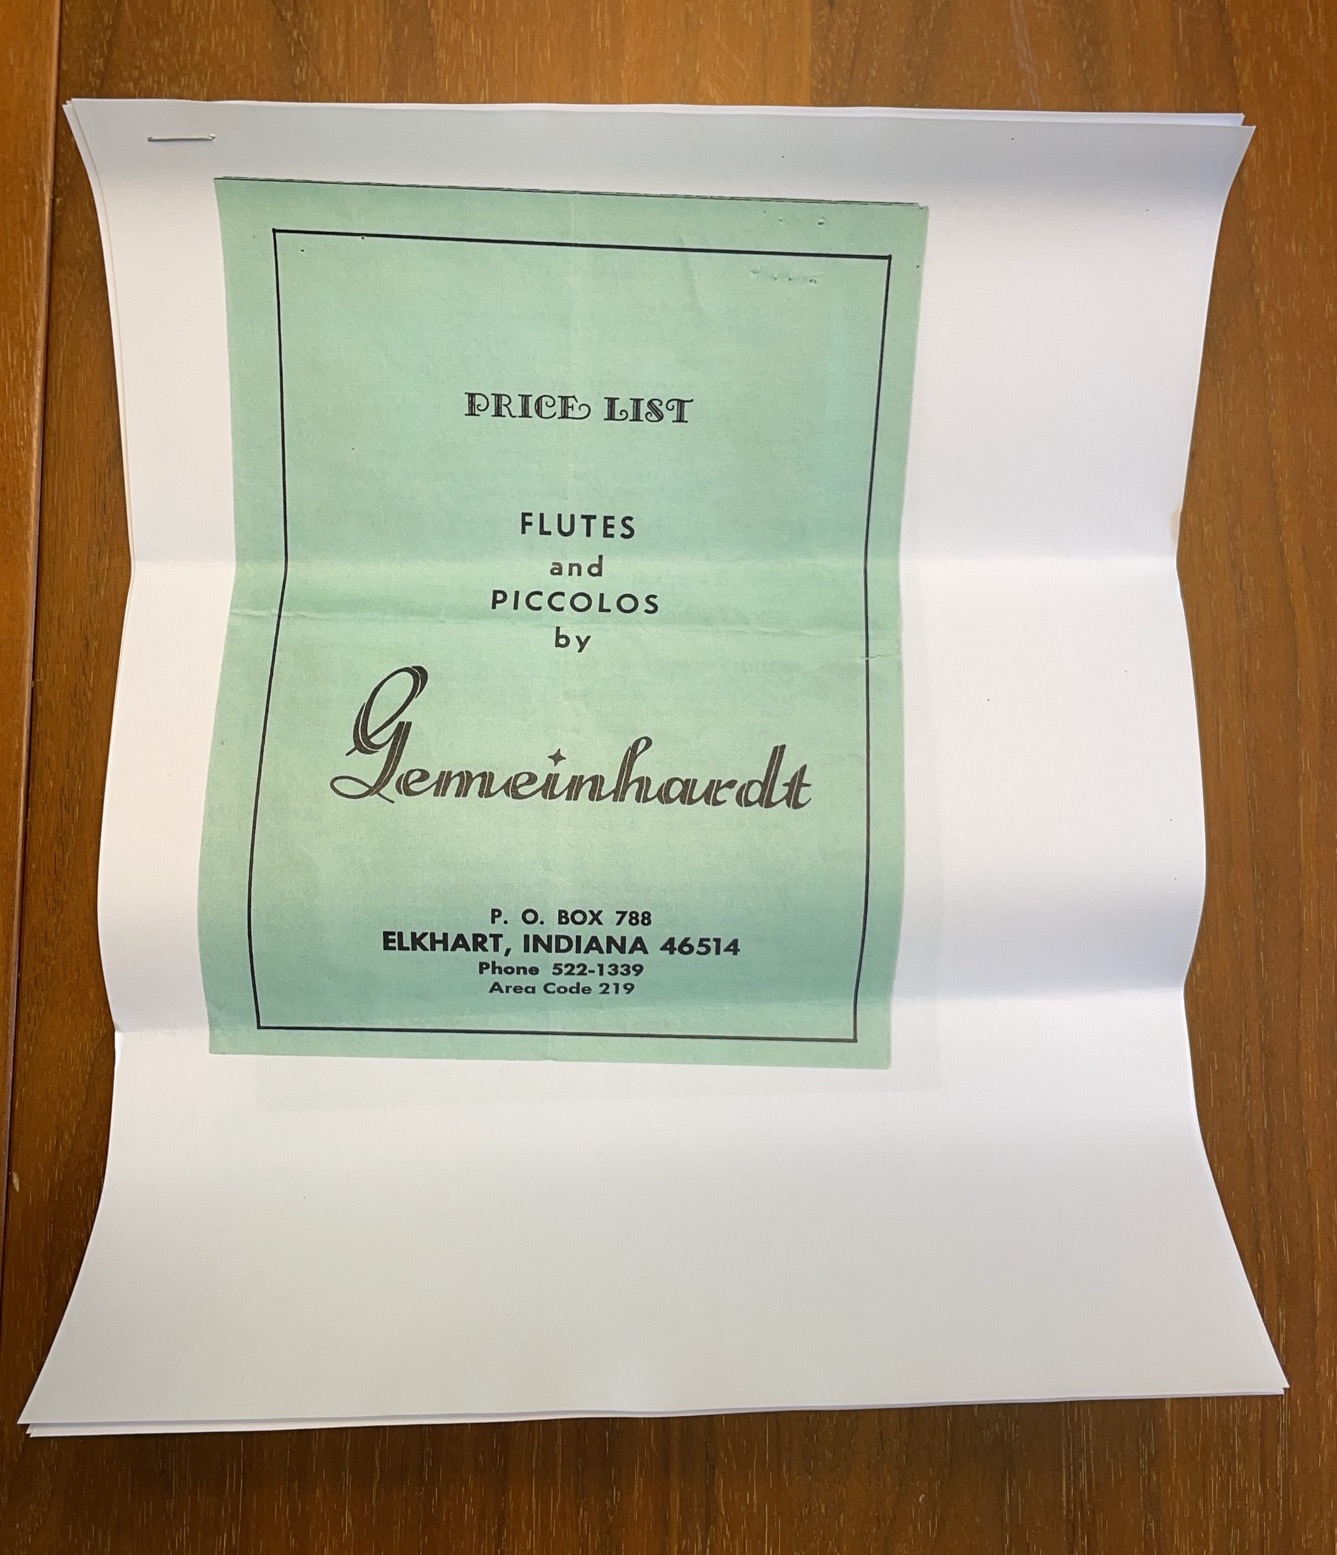 PRICE LIST
FLUTES
and
PICCOLOS
by
Gemeinhardt
P. O. BOX 788
ELKHART, INDIANA 46514
Phone 522-1339
Area Code 219